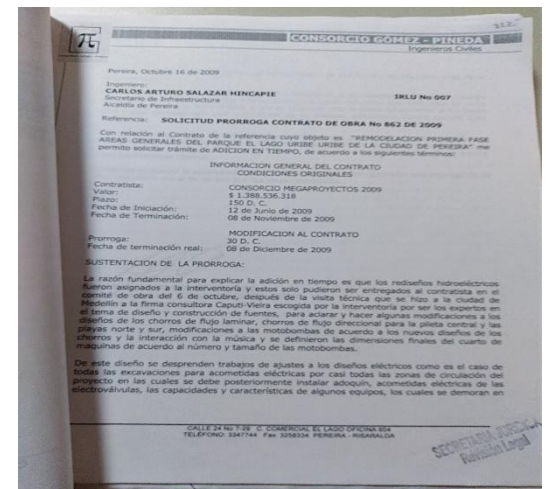 322
π
CONSORCIO GÓMEZ - PINEDA
Ingenieros Civiles
Pereira, Octubre 16 de 2009
Ingeniero:
CARLOS ARTURO SALAZAR HINCAPIE
IRLU No 007
Secretario de Infraestructura
Alcaldía de Pereira
Referencia: SOLICITUD PRORROGA CONTRATO DE OBRA No 862 DE 2009
Con relación al Contrato de la referencia cuyo objeto es "REMODELACION PRIMERA FASE
AREAS GENERALES DEL PARQUE EL LAGO URIBE URIBE DE LA CIUDAD DE PEREIRA" me
permito solicitar trámite de ADICION EN TIEMPO, de acuerdo a los siguientes términos:
INFORMACION GENERAL DEL CONTRATO
CONDICIONES ORIGINALES
Contratista: CONSORCIO MEGAPROYECTOS 2009
Valor: $ 1.388.536.318
Plazo: 150 D. C.
Fecha de Iniciación: 12 de Junio de 2009
Fecha de Terminación: 08 de Noviembre de 2009
MODIFICACION AL CONTRATO
Prorroga: 30 D. C.
Fecha de terminación real: 08 de Diciembre de 2009
SUSTENTACION DE LA PRORROGA:
La razón fundamental para explicar la adición en tiempo es que los rediseños hidroeléctricos
fueron asignados a la interventoría y estos solo pudieron ser entregados al contratista en el
comité de obra del 6 de octubre, después de la visita técnica que se hizo a la ciudad de
Medellín a la firma consultora Caputi-Vieira escogida por la interventoría por ser los expertos en
el tema de diseño y construcción de fuentes, para aclarar y hacer algunas modificaciones a los
diseños de los chorros de flujo laminar, chorros de flujo direccional para la pileta central y las
playas norte y sur, modificaciones a las motobombas de acuerdo a los nuevos diseños de los
chorros y la interacción con la música y se definieron las dimensiones finales del cuarto de
maquinas de acuerdo al número y tamaño de las motobombas.
De este diseño se desprenden trabajos de ajustes a los diseños eléctricos como es el caso de
todas las excavaciones para acometidas eléctricas por casi todas las zonas de circulación del
proyecto en las cuales se debe posteriormente instalar adoquín, acometidas eléctricas de las
electroválvulas, las capacidades y características de algunos equipos, los cuales se demoran en
CALLE 24 No 7-29 C. COMERCIAL EL LAGO OFICINA 604
TELÉFONO: 3347744 Fax 3258334 PEREIRA - RISARALDA
SECRETARIA JURIDICA
Revisión Legal